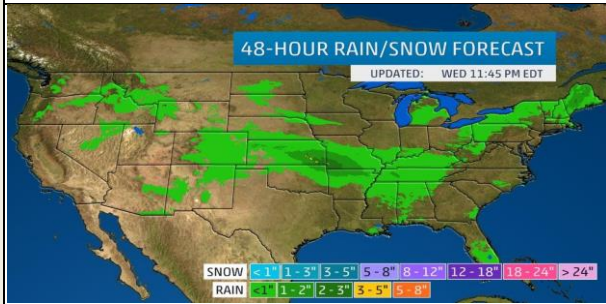 48-HOUR RAIN/SNOW FORECAST
UPDATED: WED 11:45 PM EDT
SNOW < 1" 1 - 3" 3 - 5" 5 - 8" 8 - 12" 12 - 18" 18 - 24" > 24"
RAIN <1" 1 - 2" 2 - 3" 3 - 5" 5 - 8"